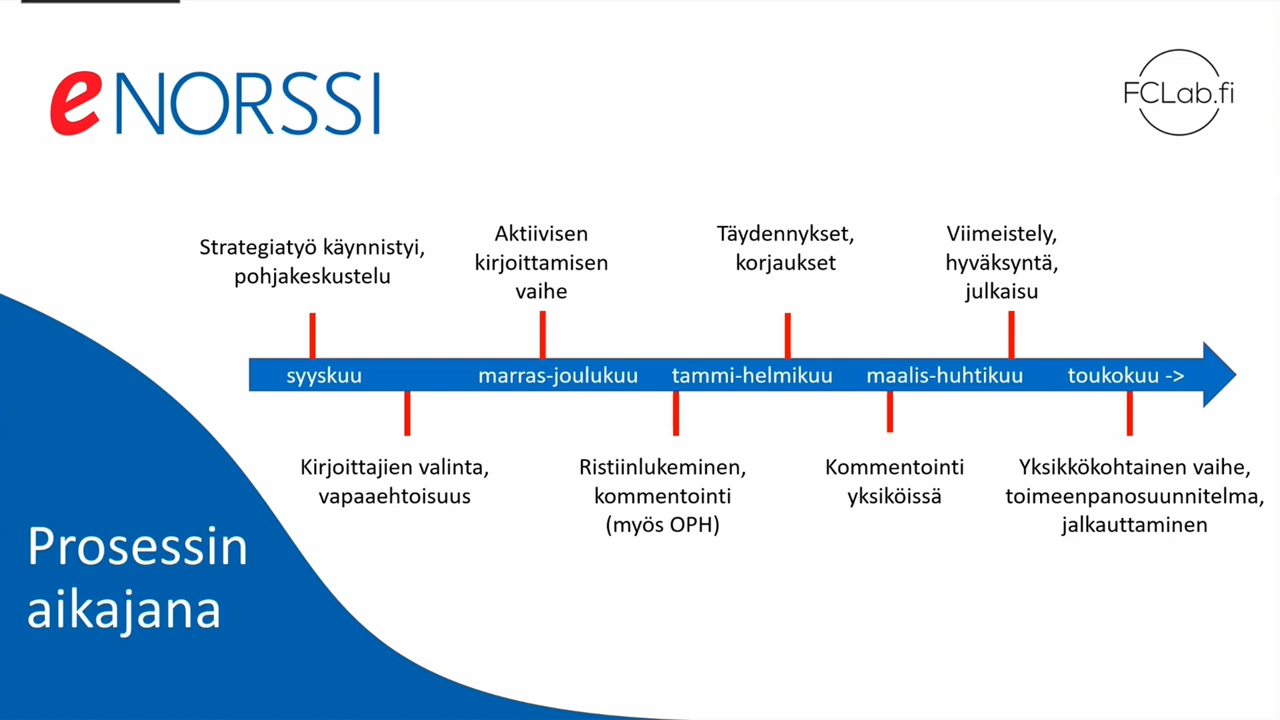 eNORSSI
FCLab.fi
Strategiatyö käynnistyi,
pohjakeskustelu
Aktiivisen
kirjoittamisen
vaihe
Täydennykset,
korjaukset
Viimeistely,
hyväksyntä,
julkaisu
syyskuu
marras-joulukuu
tammi-helmikuu
maalis-huhtikuu
toukokuu ->
Kirjoittajien valinta,
vapaaehtoisuus
Ristiinlukeminen,
kommentointi
(myös OPH)
Kommentointi
yksiköissä
Yksikkökohtainen vaihe,
toimeenpanosuunnitelma,
jalkauttaminen
Prosessin
aikajana